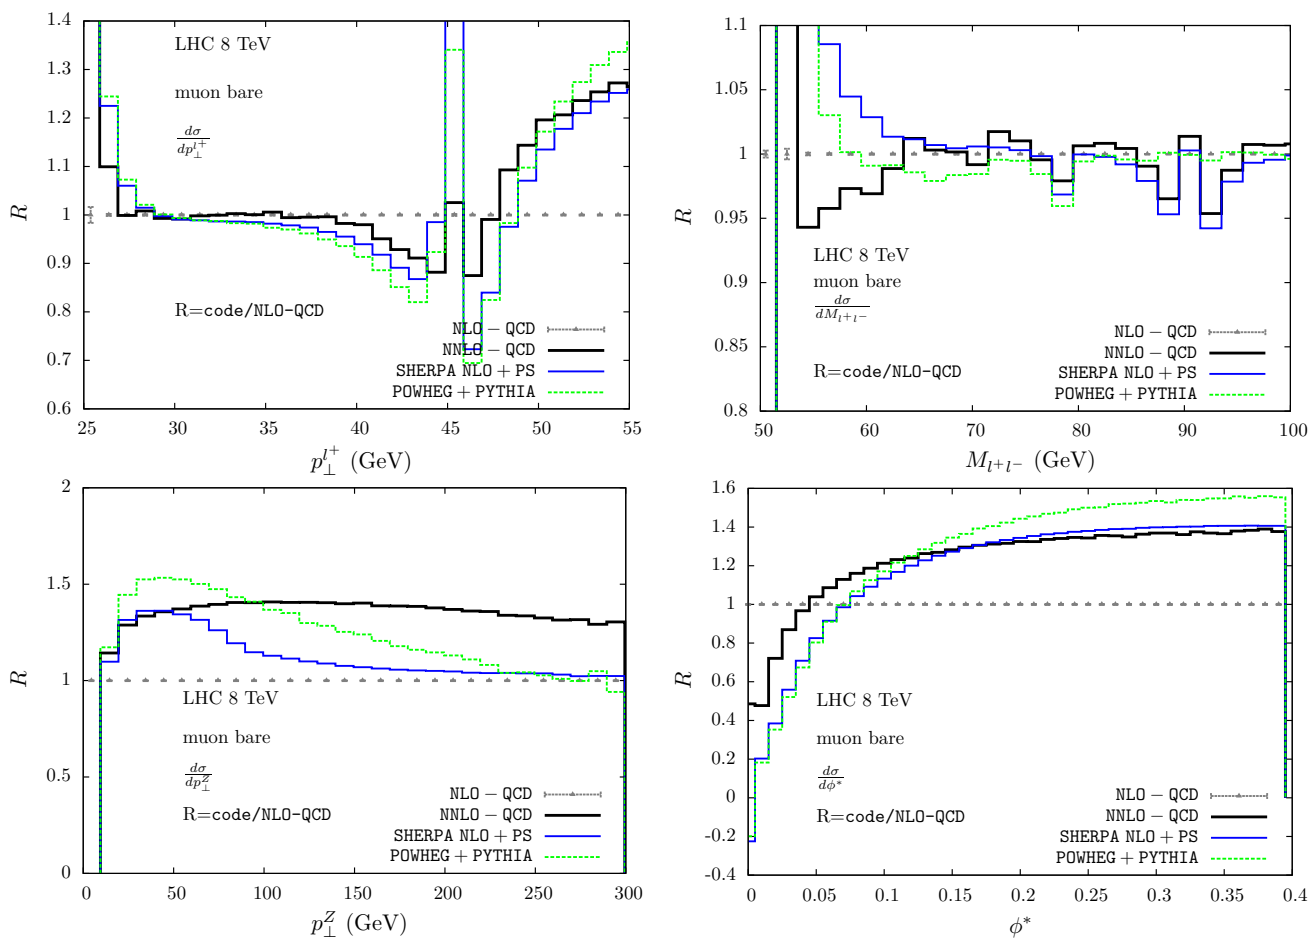 1.4
1.3
1.2
1.1
1
0.9
0.8
0.7
0.6
R
LHC 8 TeV
muon bare
dσ/dp⊥^{l+}
R=code/NLO-QCD
NLO − QCD
NNLO − QCD
SHERPA NLO + PS
POWHEG + PYTHIA
25 30 35 40 45 50 55
p⊥^{l+} (GeV)
1.1
1.05
1
0.95
0.9
0.85
0.8
R
LHC 8 TeV
muon bare
dσ/dM_{l+l−}
R=code/NLO-QCD
NLO − QCD
NNLO − QCD
SHERPA NLO + PS
POWHEG + PYTHIA
50 60 70 80 90 100
M_{l+l−} (GeV)
2
1.5
1
0.5
0
R
LHC 8 TeV
muon bare
dσ/dp⊥^Z
R=code/NLO-QCD
NLO − QCD
NNLO − QCD
SHERPA NLO + PS
POWHEG + PYTHIA
0 50 100 150 200 250 300
p⊥^Z (GeV)
1.6
1.4
1.2
1
0.8
0.6
0.4
0.2
0
-0.2
-0.4
R
LHC 8 TeV
muon bare
dσ/dϕ*
R=code/NLO-QCD
NLO − QCD
NNLO − QCD
SHERPA NLO + PS
POWHEG + PYTHIA
0 0.05 0.1 0.15 0.2 0.25 0.3 0.35 0.4
ϕ*